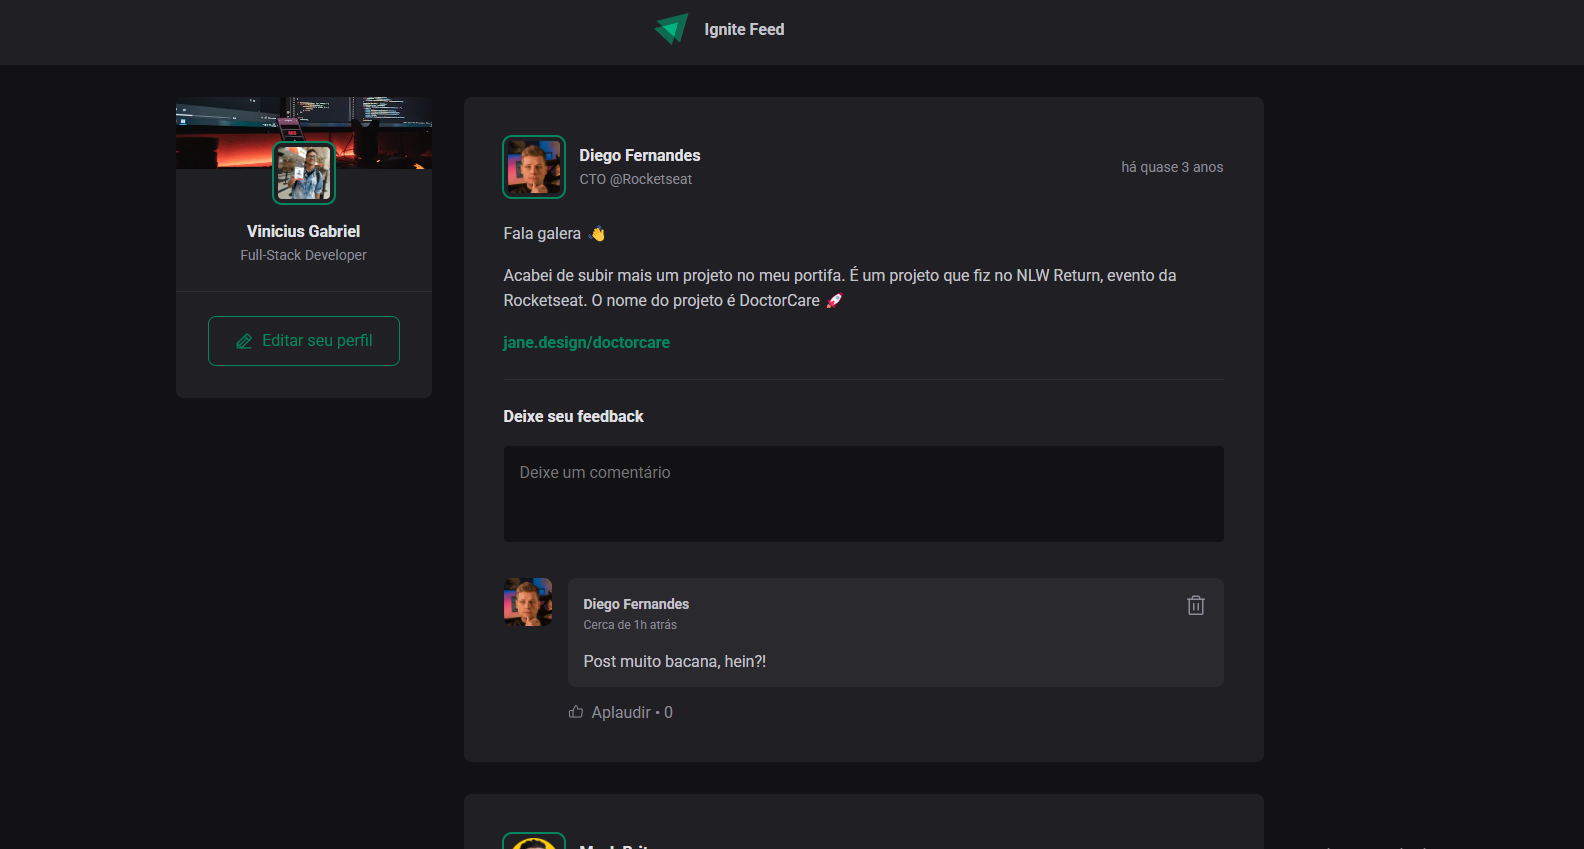 Ignite Feed
Vinicius Gabriel
Full-Stack Developer
Editar seu perfil
Diego Fernandes
CTO @Rocketseat
há quase 3 anos
Fala galera 👋
Acabei de subir mais um projeto no meu portifa. É um projeto que fiz no NLW Return, evento da
Rocketseat. O nome do projeto é DoctorCare 🚀
jane.design/doctorcare
Deixe seu feedback
Deixe um comentário
Diego Fernandes
Cerca de 1h atrás
Post muito bacana, hein?!
Aplaudir • 0